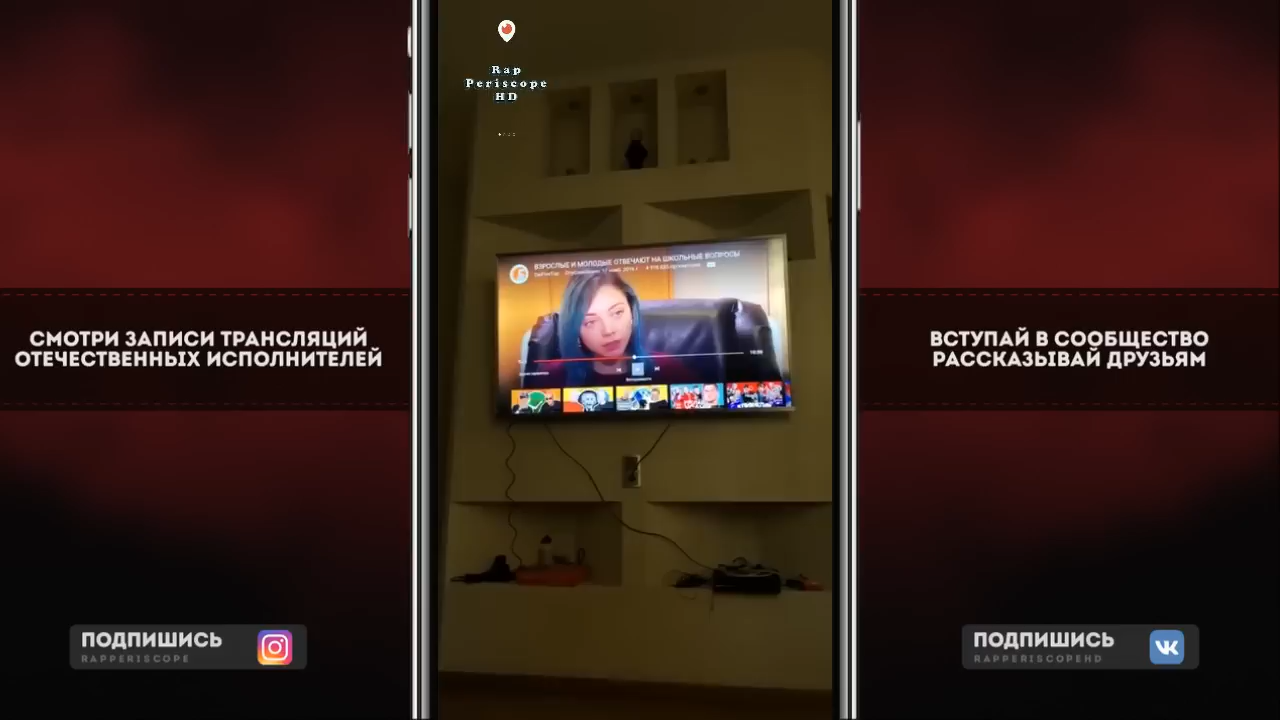 Rap
Periscope
HD
ВЗРОСЛЫЕ И МОЛОДЫЕ ОТВЕЧАЮТ НА ШКОЛЬНЫЕ ВОПРОСЫ
СМОТРИ ЗАПИСИ ТРАНСЛЯЦИЙ
ОТЕЧЕСТВЕННЫХ ИСПОЛНИТЕЛЕЙ
ВСТУПАЙ В СООБЩЕСТВО
РАССКАЗЫВАЙ ДРУЗЬЯМ
ПОДПИШИСЬ
RAPPERISCOPE
ПОДПИШИСЬ
RAPPERISCOPEHD